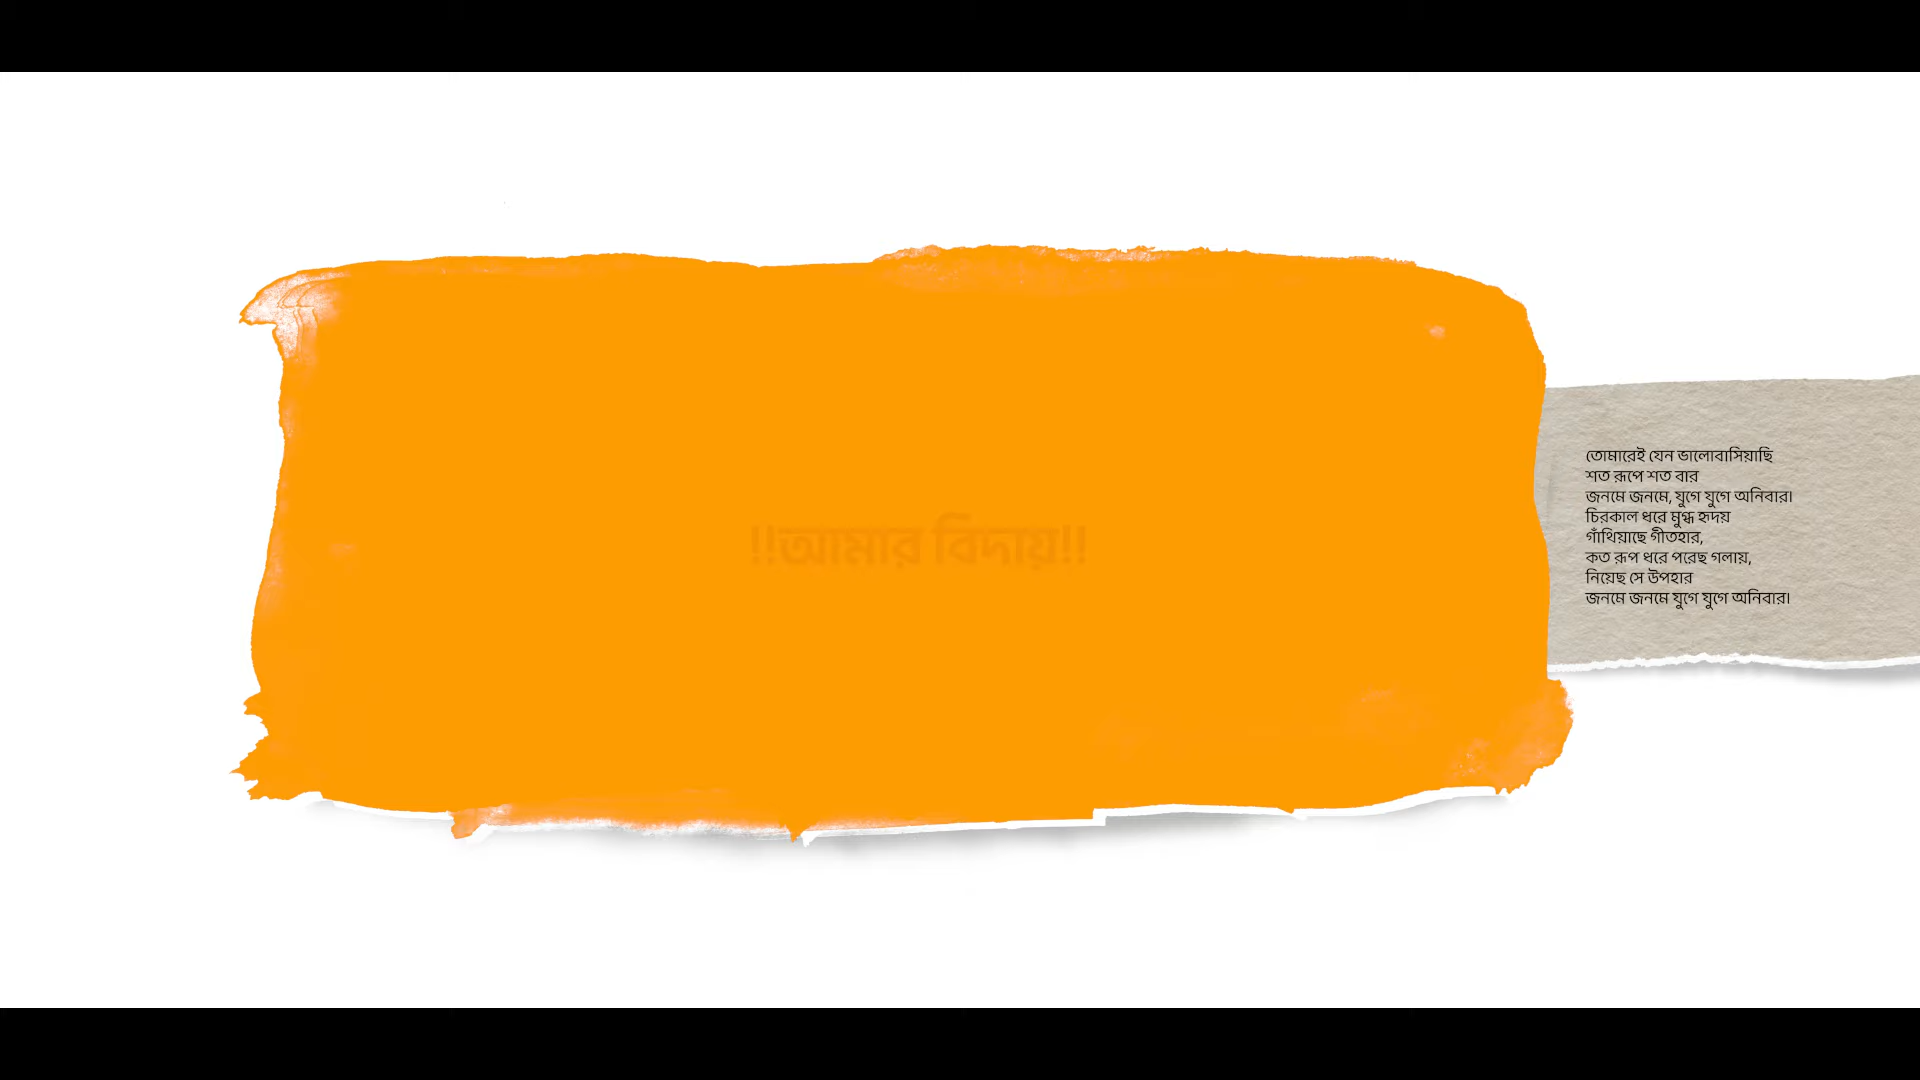 !!আমার বিদায়!!
তোমারেই যেন ভালোবাসিয়াছি
শত রূপে শত বার
জনমে জনমে, যুগে যুগে অনিবার।
চিরকাল ধরে মুগ্ধ হৃদয়
গাঁথিয়াছে গীতহার,
কত রূপ ধরে পরেছ গলায়,
নিয়েছ সে উপহার
জনমে জনমে যুগে যুগে অনিবার।